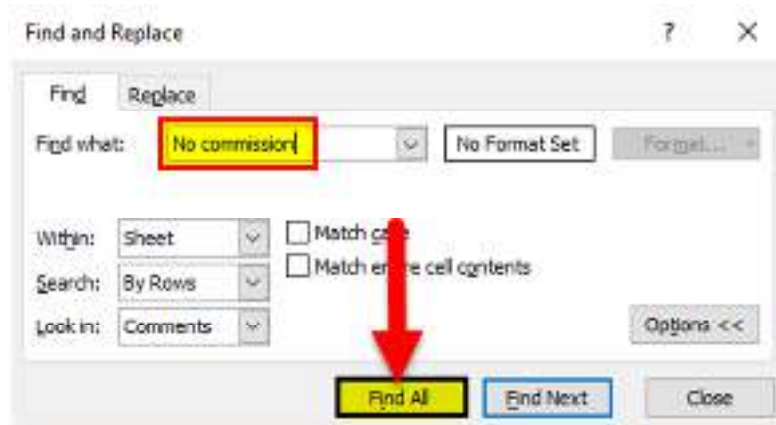 Find and Replace ? ×
Find Replace
Find what: No commission No Format Set Format...
Within: Sheet Match case
Match entire cell contents
Search: By Rows
Look in: Comments Options <<
Find All Find Next Close